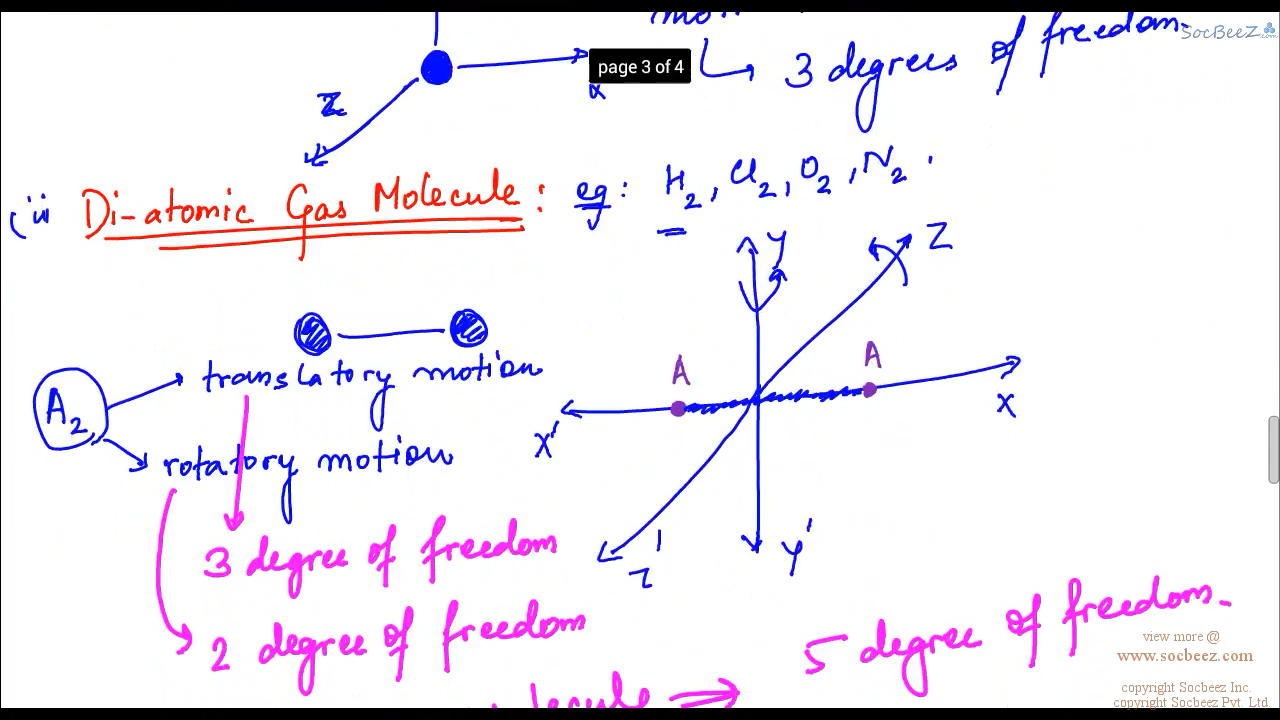 SocBeeZ.com
3 degrees of freedom.
page 3 of 4
x
Z
(ii Di-atomic Gas Molecule : eg : H2, Cl2, O2, N2 .
Y
Z
A2
translatory motion
A
A
X'
X
rotatory motion
3 degree of freedom
Z'
Y'
2 degree of freedom
5 degree of freedom.
view more @
www.socbeez.com
copyright Socbeez Inc.
copyright Socbeez Pvt. Ltd.